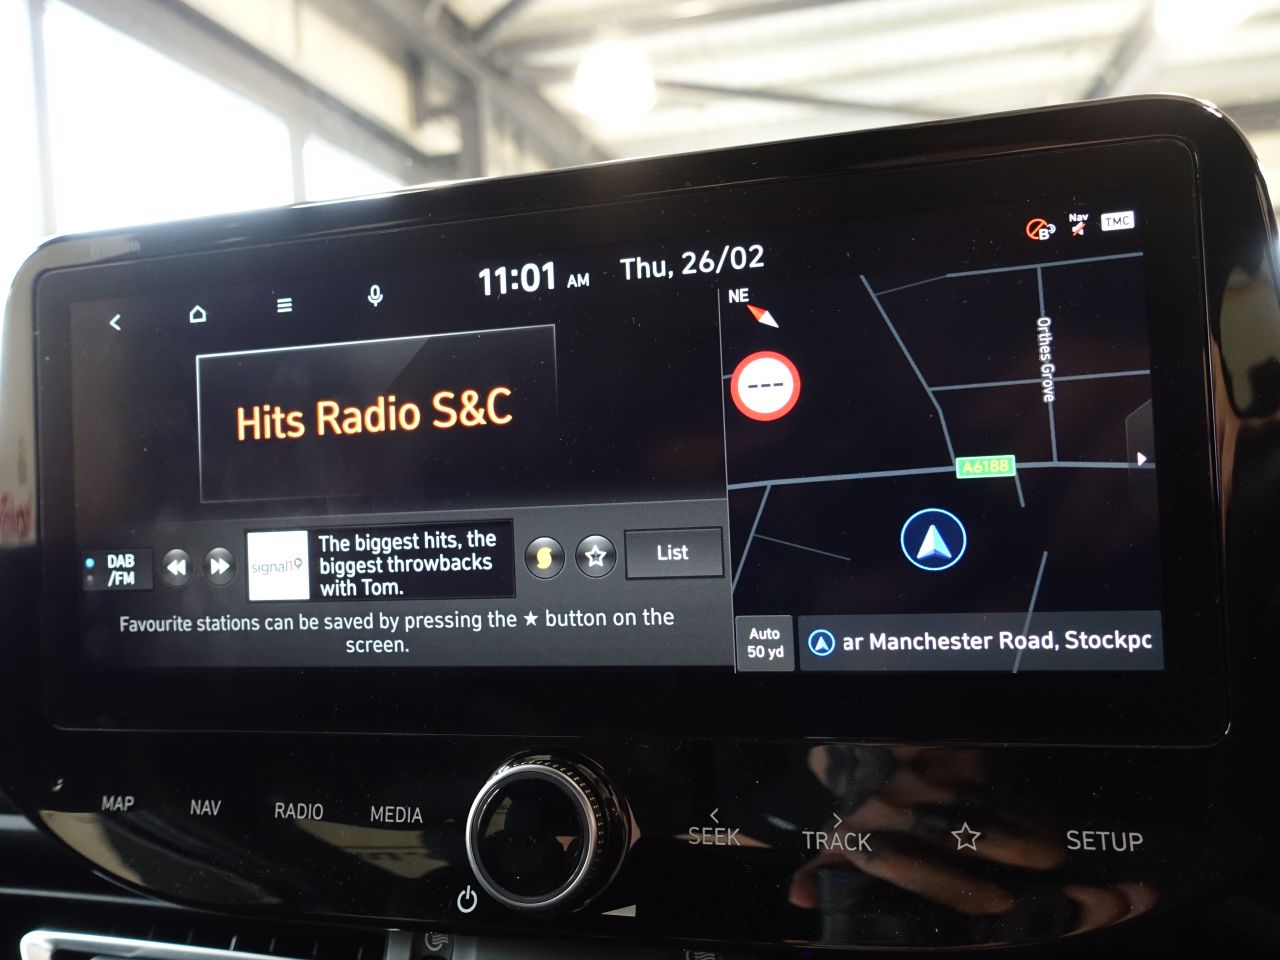 11:01 AM Thu, 26/02
Nav
TMC
NE
Hits Radio S&C
---
Orthes Grove
A6188
DAB
/FM
signal1
The biggest hits, the
biggest throwbacks
with Tom.
List
Favourite stations can be saved by pressing the ★ button on the
screen.
Auto
50 yd
ar Manchester Road, Stockpc
MAP
NAV
RADIO
MEDIA
< SEEK
TRACK >
SETUP